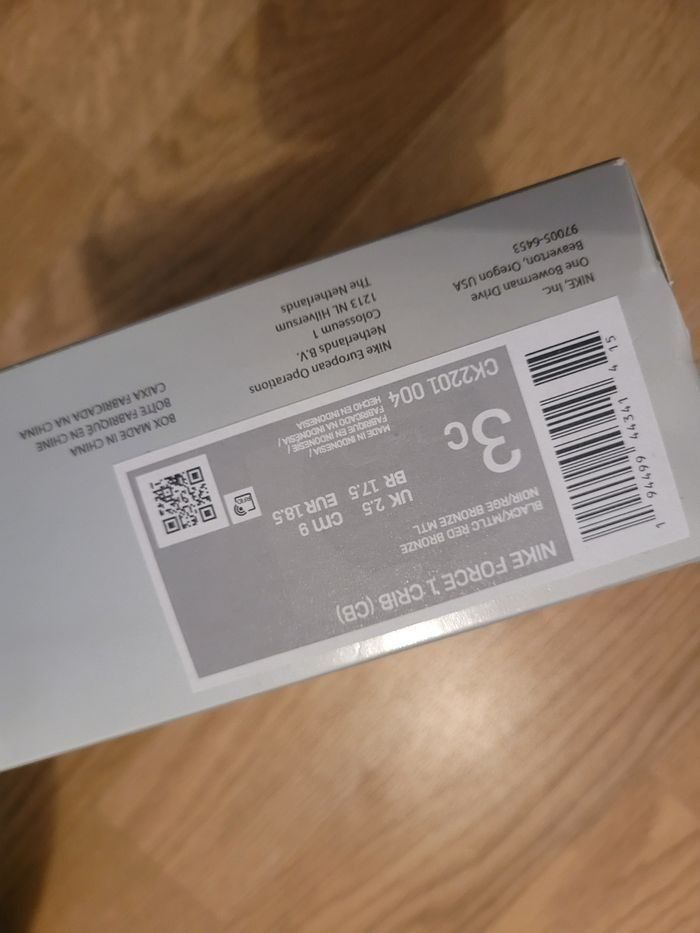 NIKE, Inc.
One Bowerman Drive
Beaverton, Oregon USA
97005-6453
Nike European Operations
Netherlands B.V.
Colosseum 1
1213 NL Hilversum
The Netherlands
BOX MADE IN CHINA
BOÎTE FABRIQUÉ EN CHINE
CAIXA FABRICADA NA CHINA
NIKE FORCE 1 CRIB (CB)
BLACK/MTLC RED BRONZE
NOIR/RGE BRONZE MTL
3C
UK 2.5 cm 9
BR 17.5 EUR 18.5
MADE IN INDONESIA /
FABRIQUE EN INDONESIE /
FABRICADO NA INDONÉSIA /
HECHO EN INDONESIA
CK2201 004
1 94499 44341 4 15